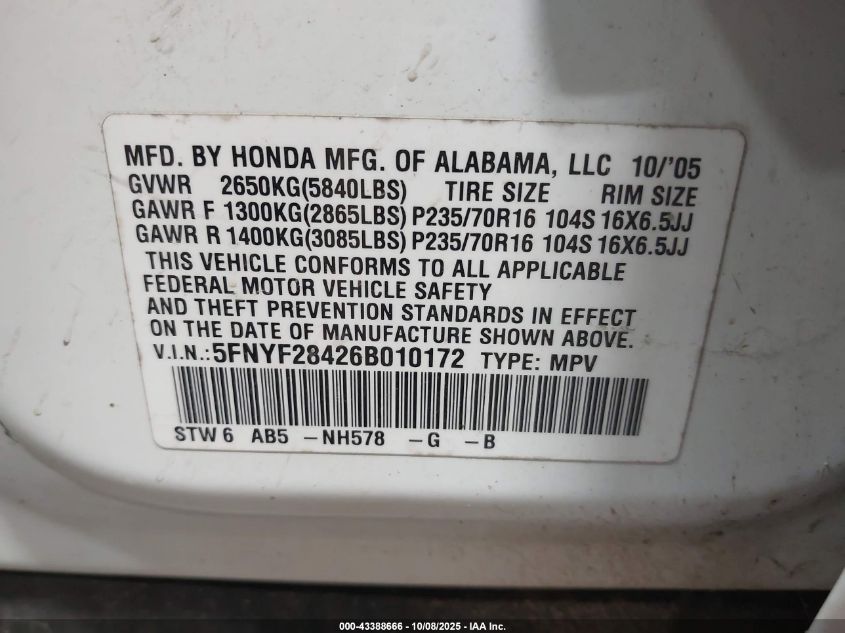 MFD. BY HONDA MFG. OF ALABAMA, LLC 10/'05
GVWR 2650KG(5840LBS) TIRE SIZE RIM SIZE
GAWR F 1300KG(2865LBS) P235/70R16 104S 16X6.5JJ
GAWR R 1400KG(3085LBS) P235/70R16 104S 16X6.5JJ
THIS VEHICLE CONFORMS TO ALL APPLICABLE
FEDERAL MOTOR VEHICLE SAFETY
AND THEFT PREVENTION STANDARDS IN EFFECT
ON THE DATE OF MANUFACTURE SHOWN ABOVE.
V.I.N.: 5FNYF28426B010172 TYPE: MPV
STW 6 AB5 -NH578 -G -B
000-43388666 - 10/08/2025 - IAA Inc.